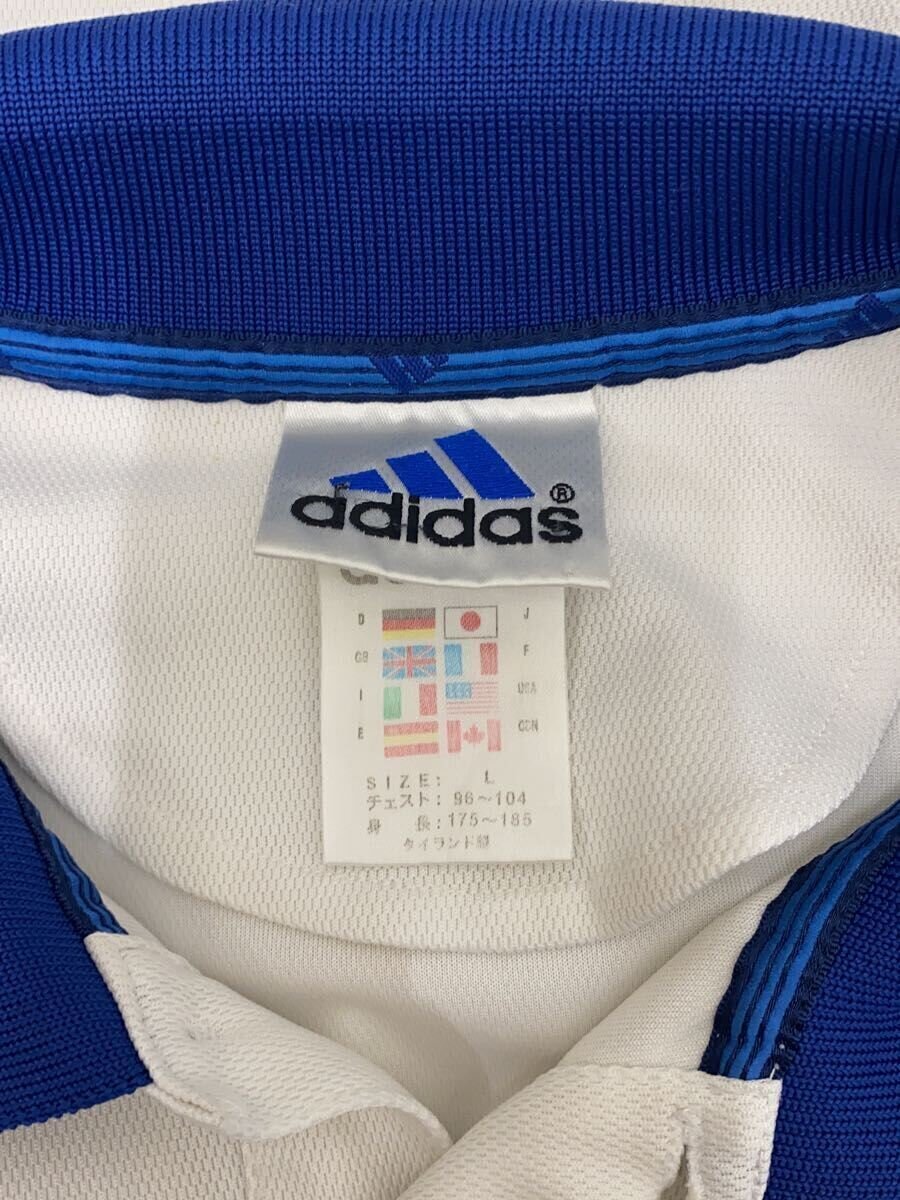 adidas®
D J
GB F
I USA
E CDN
SIZE: L
チェスト: 96～104
身 長: 175～185
タイランド製